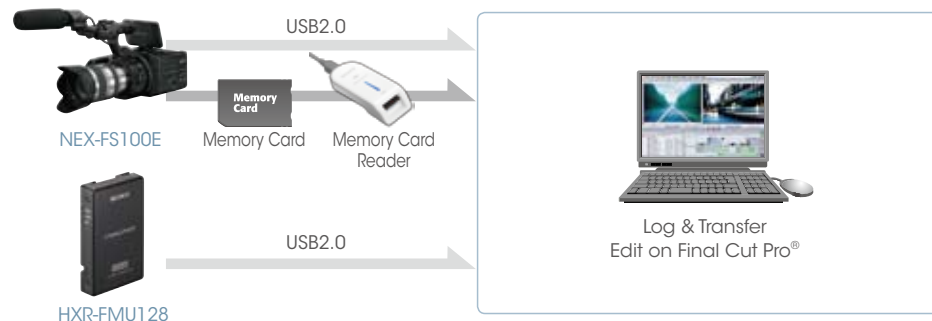 USB2.0
Memory
Card
NEX-FS100E
Memory Card
Memory Card
Reader
Log & Transfer
Edit on Final Cut Pro®
USB2.0
HXR-FMU128